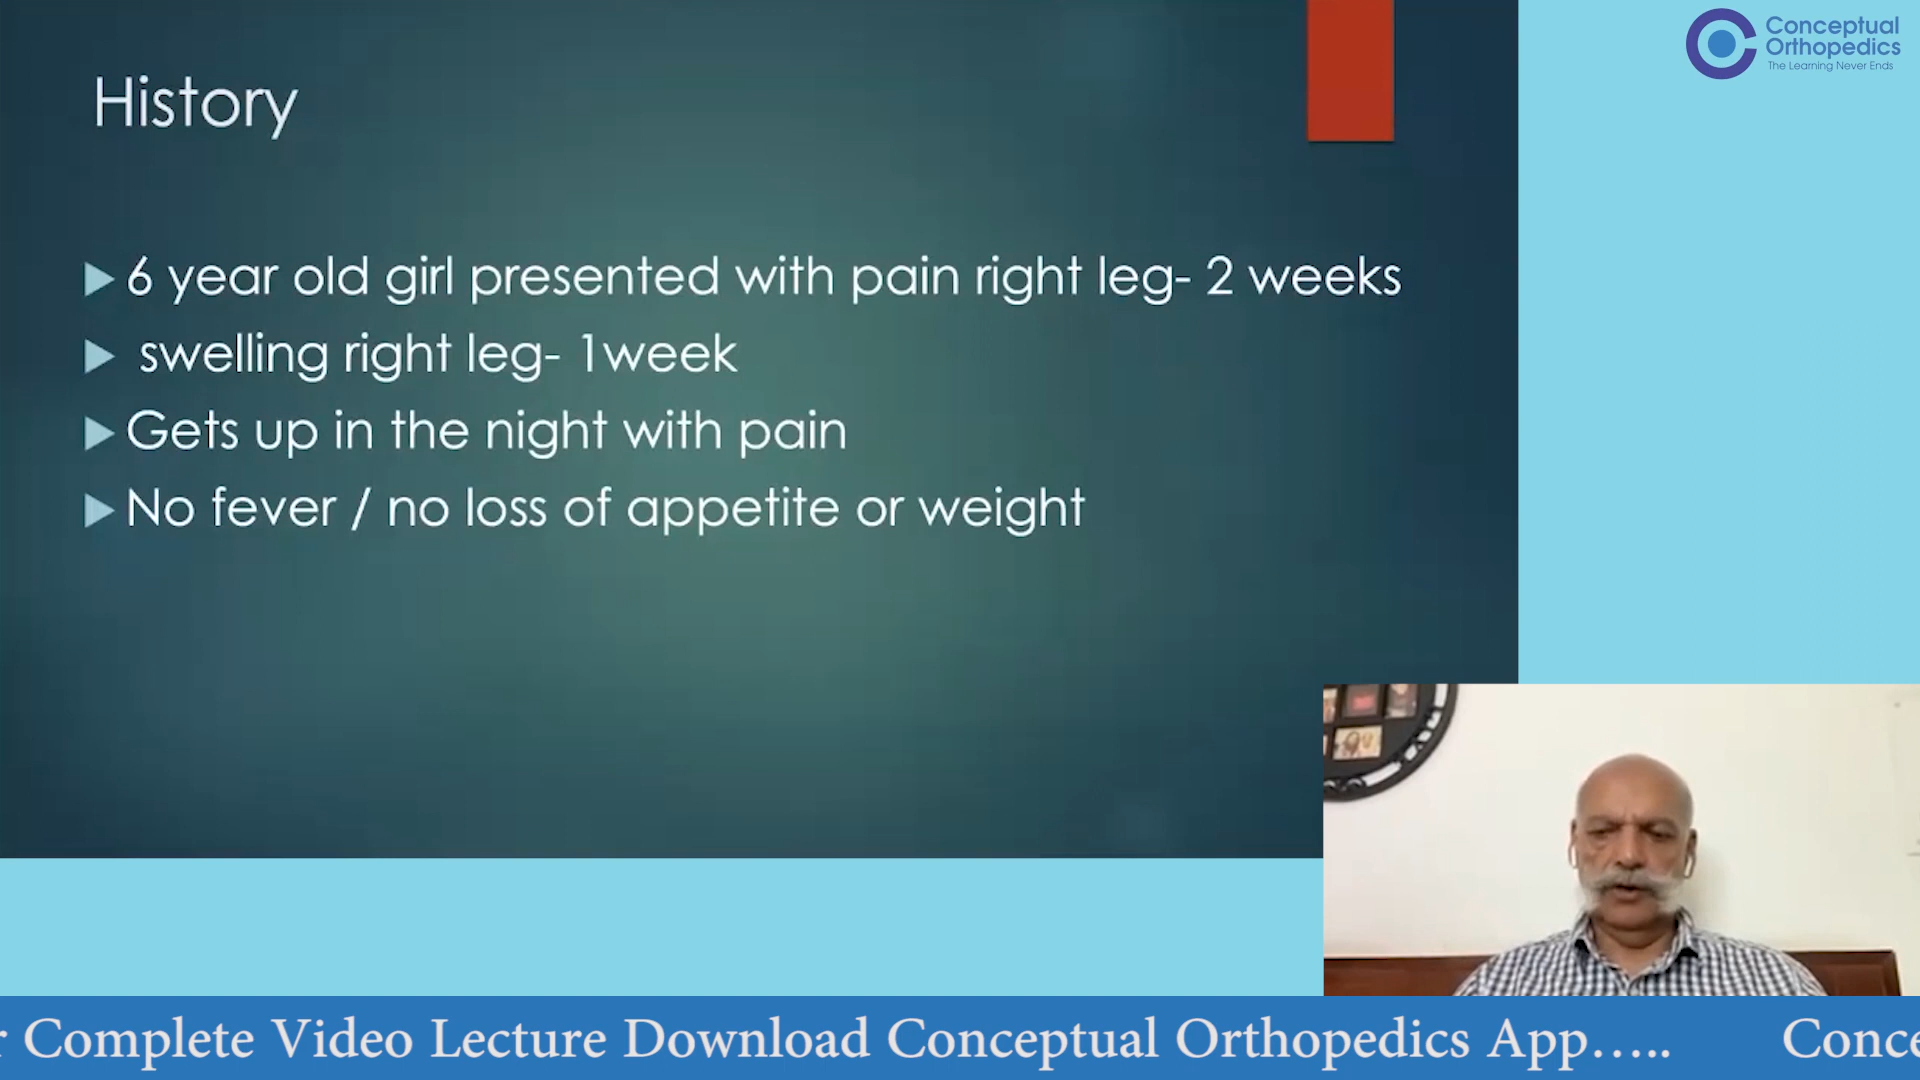 Conceptual
Orthopedics
The Learning Never Ends
History
6 year old girl presented with pain right leg- 2 weeks
swelling right leg- 1week
Gets up in the night with pain
No fever / no loss of appetite or weight
r Complete Video Lecture Download Conceptual Orthopedics App..... Conce